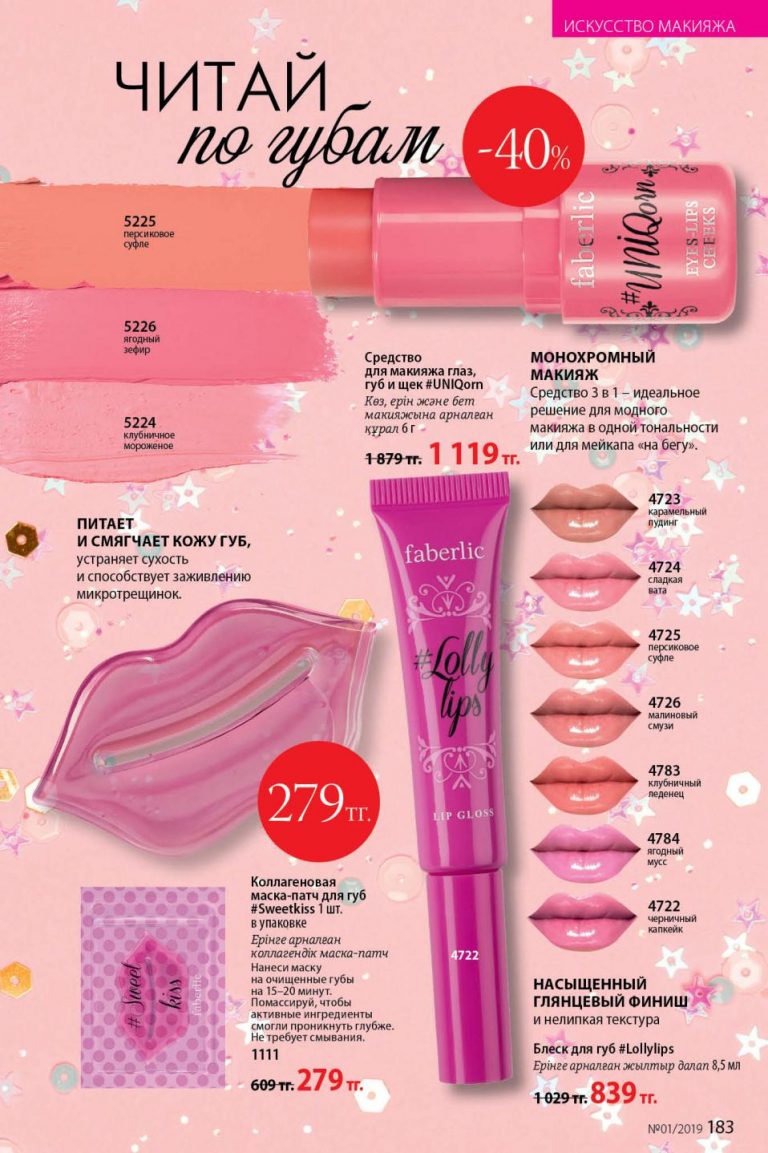 ИСКУССТВО МАКИЯЖА
ЧИТАЙ
по губам
-40%
5225
персиковое
суфле
5226
ягодный
зефир
5224
клубничное
мороженое
faberlic
#UNIQorn
EYES-LIPS
CHEEKS
Средство
для макияжа глаз,
губ и щек #UNIQorn
Көз, ерін және бет
макияжына арналған
құрал 6 г
1 879 тг. 1 119 тг.
МОНОХРОМНЫЙ
МАКИЯЖ
Средство 3 в 1 – идеальное
решение для модного
макияжа в одной тональности
или для мейкапа «на бегу».
ПИТАЕТ
И СМЯГЧАЕТ КОЖУ ГУБ,
устраняет сухость
и способствует заживлению
микротрещинок.
279 тг.
faberlic
#Lolly
lips
LIP GLOSS
4722
4723
карамельный
пудинг
4724
сладкая
вата
4725
персиковое
суфле
4726
малиновый
смузи
4783
клубничный
леденец
4784
ягодный
мусс
4722
черничный
капкейк
# Sweet
kiss
faberlic
Коллагеновая
маска-патч для губ
#Sweetkiss 1 шт.
в упаковке
Ерінге арналған
коллагендік маска-патч
Нанеси маску
на очищенные губы
на 15–20 минут.
Помассируй, чтобы
активные ингредиенты
смогли проникнуть глубже.
Не требует смывания.
1111
609 тг. 279 тг.
НАСЫЩЕННЫЙ
ГЛЯНЦЕВЫЙ ФИНИШ
и нелипкая текстура
Блеск для губ #Lollylips
Ерінге арналған жылтыр далап 8,5 мл
1 029 тг. 839 тг.
№01/2019 183